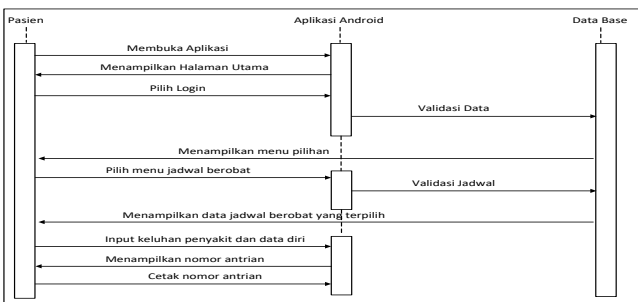 Pasien
Aplikasi Android
Data Base
Membuka Aplikasi
Menampilkan Halaman Utama
Pilih Login
Validasi Data
Menampilkan menu pilihan
Pilih menu jadwal berobat
Validasi Jadwal
Menampilkan data jadwal berobat yang terpilih
Input keluhan penyakit dan data diri
Menampilkan nomor antrian
Cetak nomor antrian